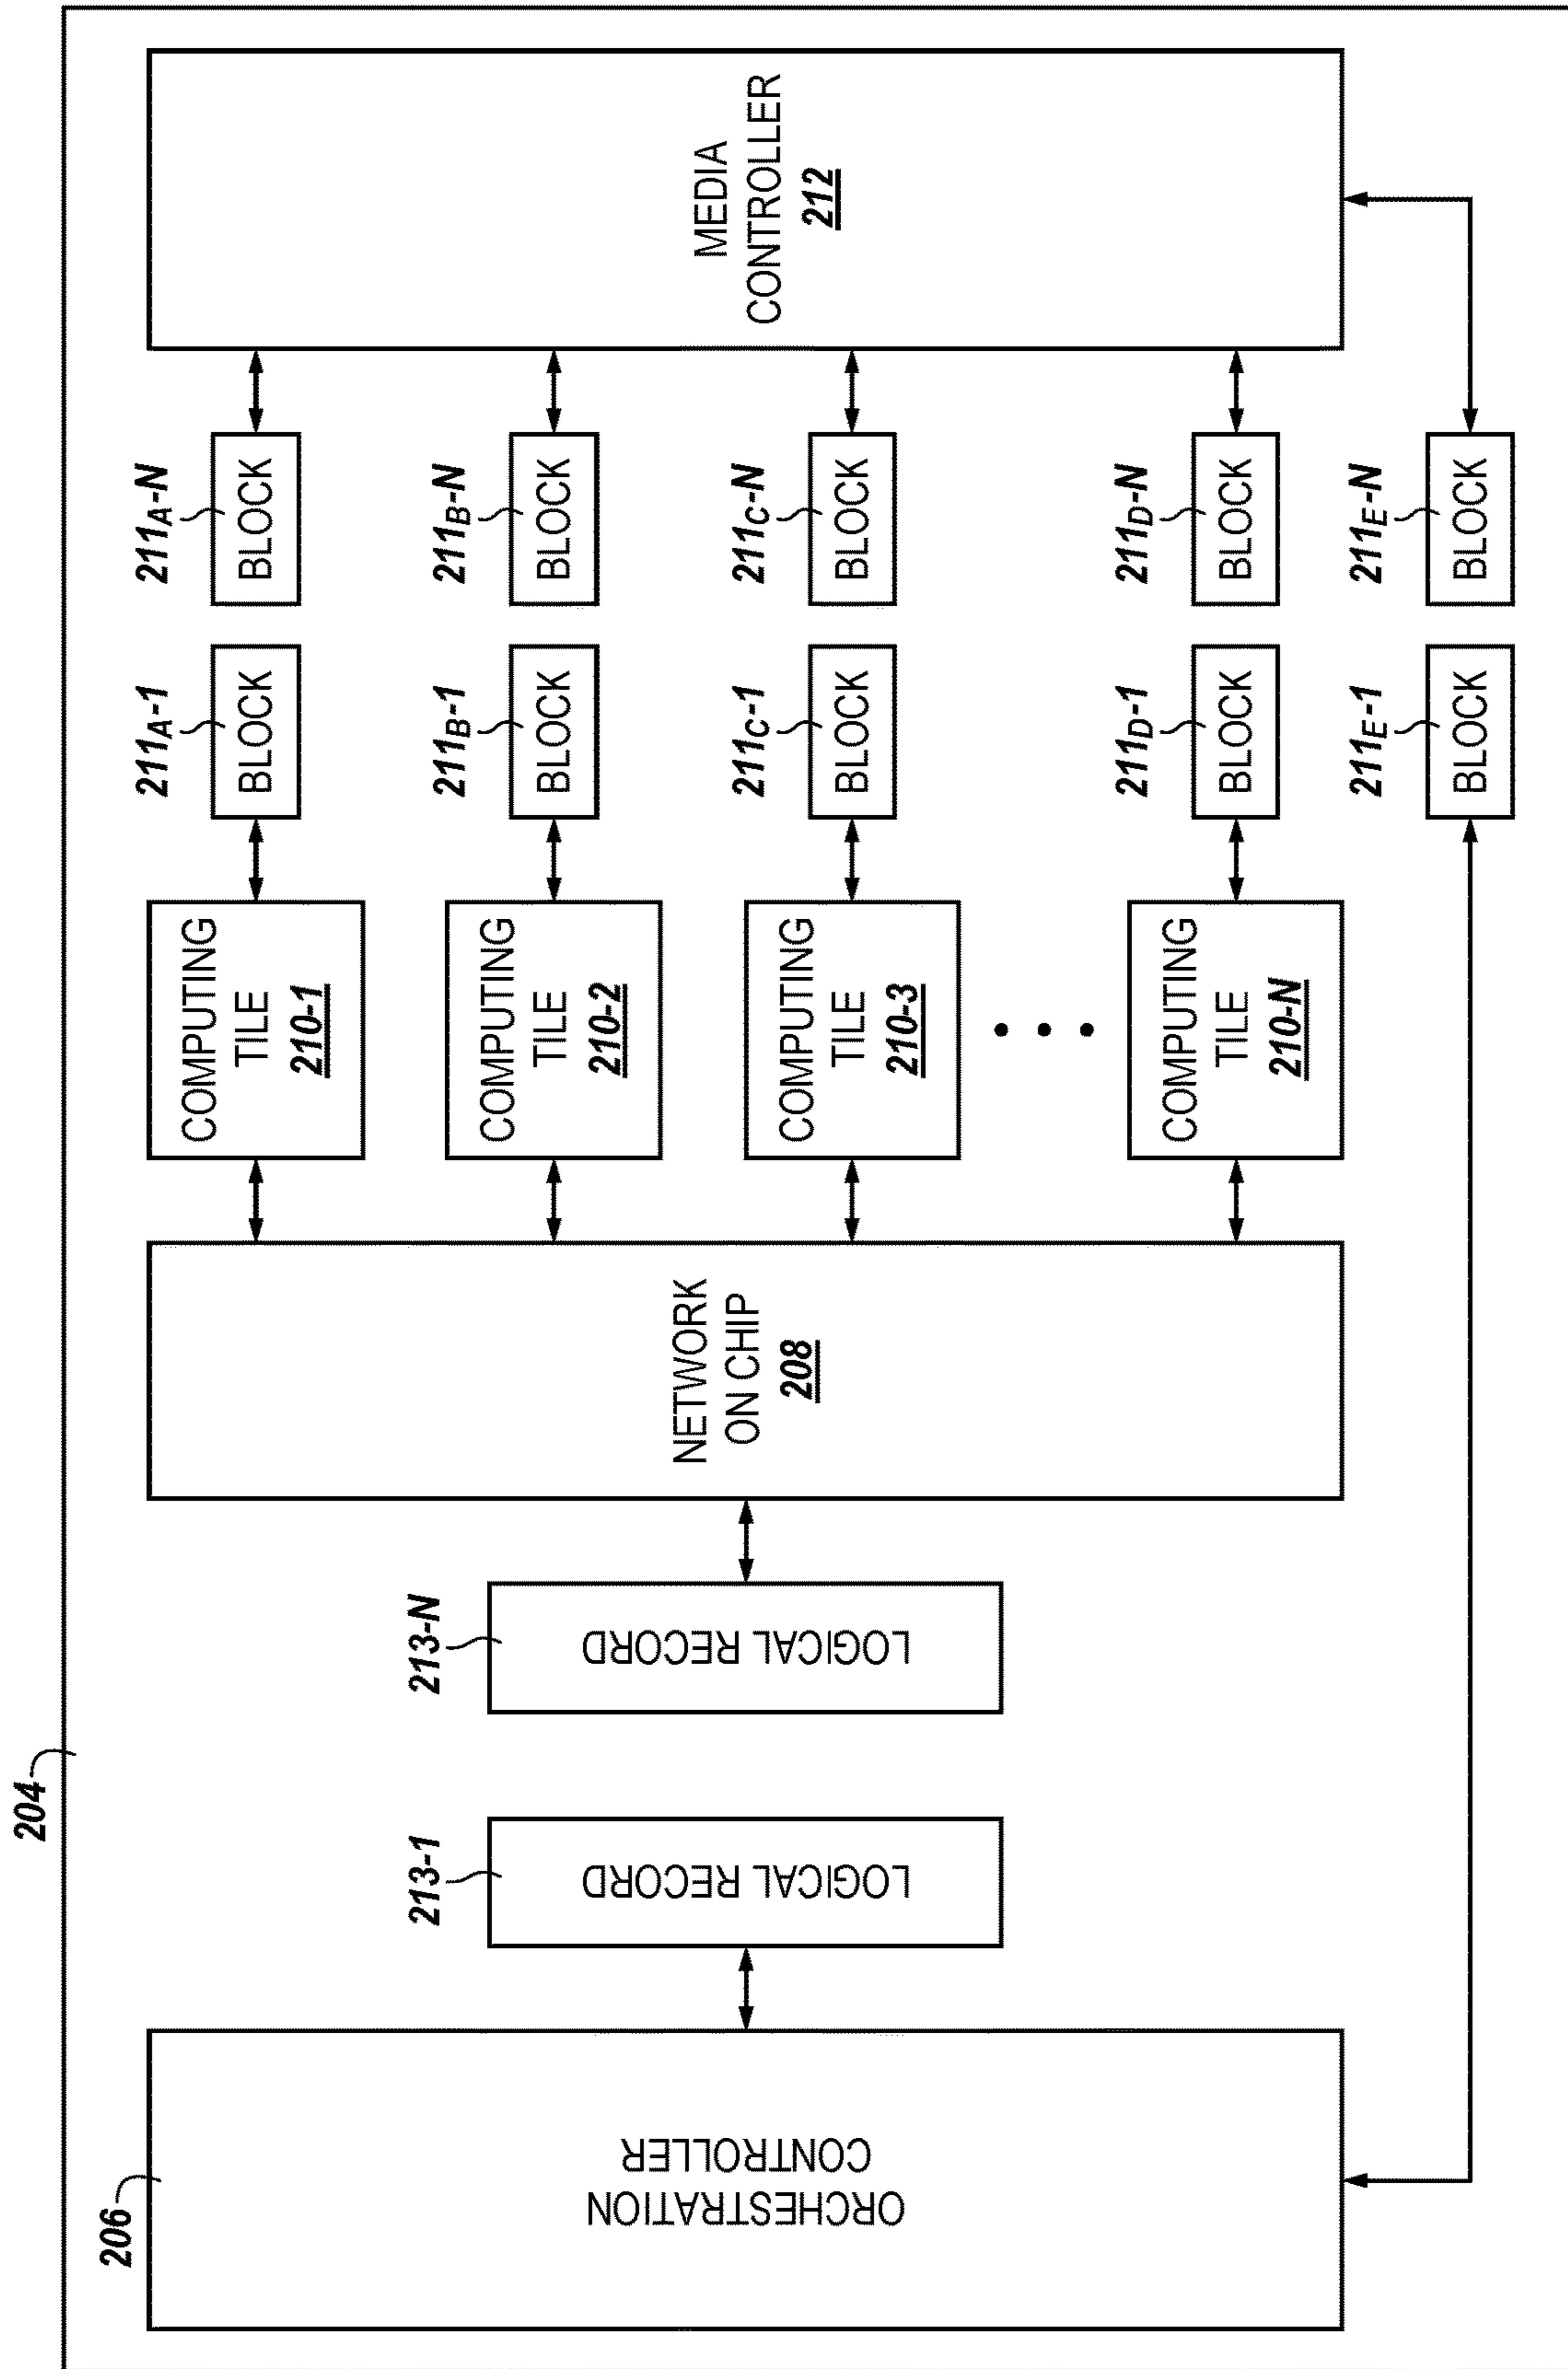 204
206
ORCHESTRATION
CONTROLLER
213-1
LOGICAL RECORD
213-N
LOGICAL RECORD
NETWORK
ON CHIP
208
COMPUTING
TILE
210-1
COMPUTING
TILE
210-2
COMPUTING
TILE
210-3
COMPUTING
TILE
210-N
211A-1
BLOCK
211A-N
BLOCK
211B-1
BLOCK
211B-N
BLOCK
211C-1
BLOCK
211C-N
BLOCK
211D-1
BLOCK
211D-N
BLOCK
211E-1
BLOCK
211E-N
BLOCK
MEDIA
CONTROLLER
212